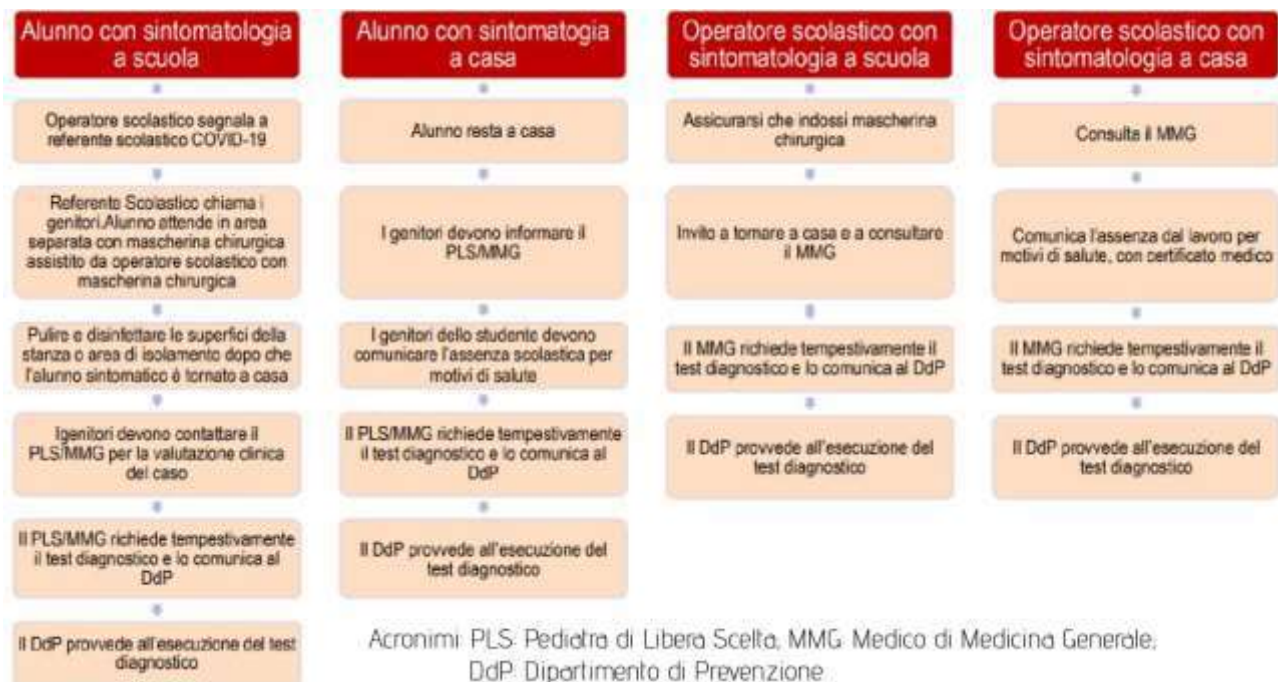 Alunno con sintomatologia
a scuola
Operatore scolastico segnala a
referente scolastico COVID-19
Referente Scolastico chiama i
genitori.Alunno attende in area
separata con mascherina chirurgica
assistito da operatore scolastico con
mascherina chirurgica
Pulire e disinfettare le superfici della
stanza o area di isolamento dopo che
l'alunno sintomatico è tornato a casa
Igenitori devono contattare il
PLS/MMG per la valutazione clinica
del caso
Il PLS/MMG richiede tempestivamente
il test diagnostico e lo comunica al
DdP
Il DdP provvede all'esecuzione del test
diagnostico
Alunno con sintomatogia
a casa
Alunno resta a casa
I genitori devono informare il
PLS/MMG
I genitori dello studente devono
comunicare l'assenza scolastica per
motivi di salute
Il PLS/MMG richiede tempestivamente
il test diagnostico e lo comunica al
DdP
Il DdP provvede all'esecuzione del
test diagnostico
Operatore scolastico con
sintomatologia a scuola
Assicurarsi che indossi mascherina
chirurgica
Invito a tornare a casa e a consultare
il MMG
Il MMG richiede tempestivamente il
test diagnostico e lo comunica al DdP
Il DdP provvede all'esecuzione del
test diagnostico
Operatore scolastico con
sintomatologia a casa
Consulta il MMG
Comunica l'assenza dal lavoro per
motivi di salute, con certificato medico
Il MMG richiede tempestivamente il
test diagnostico e lo comunica al DdP
Il DdP provvede all'esecuzione del
test diagnostico
Acronimi: PLS: Pediatra di Libera Scelta, MMG: Medico di Medicina Generale;
DdP: Dipartimento di Prevenzione